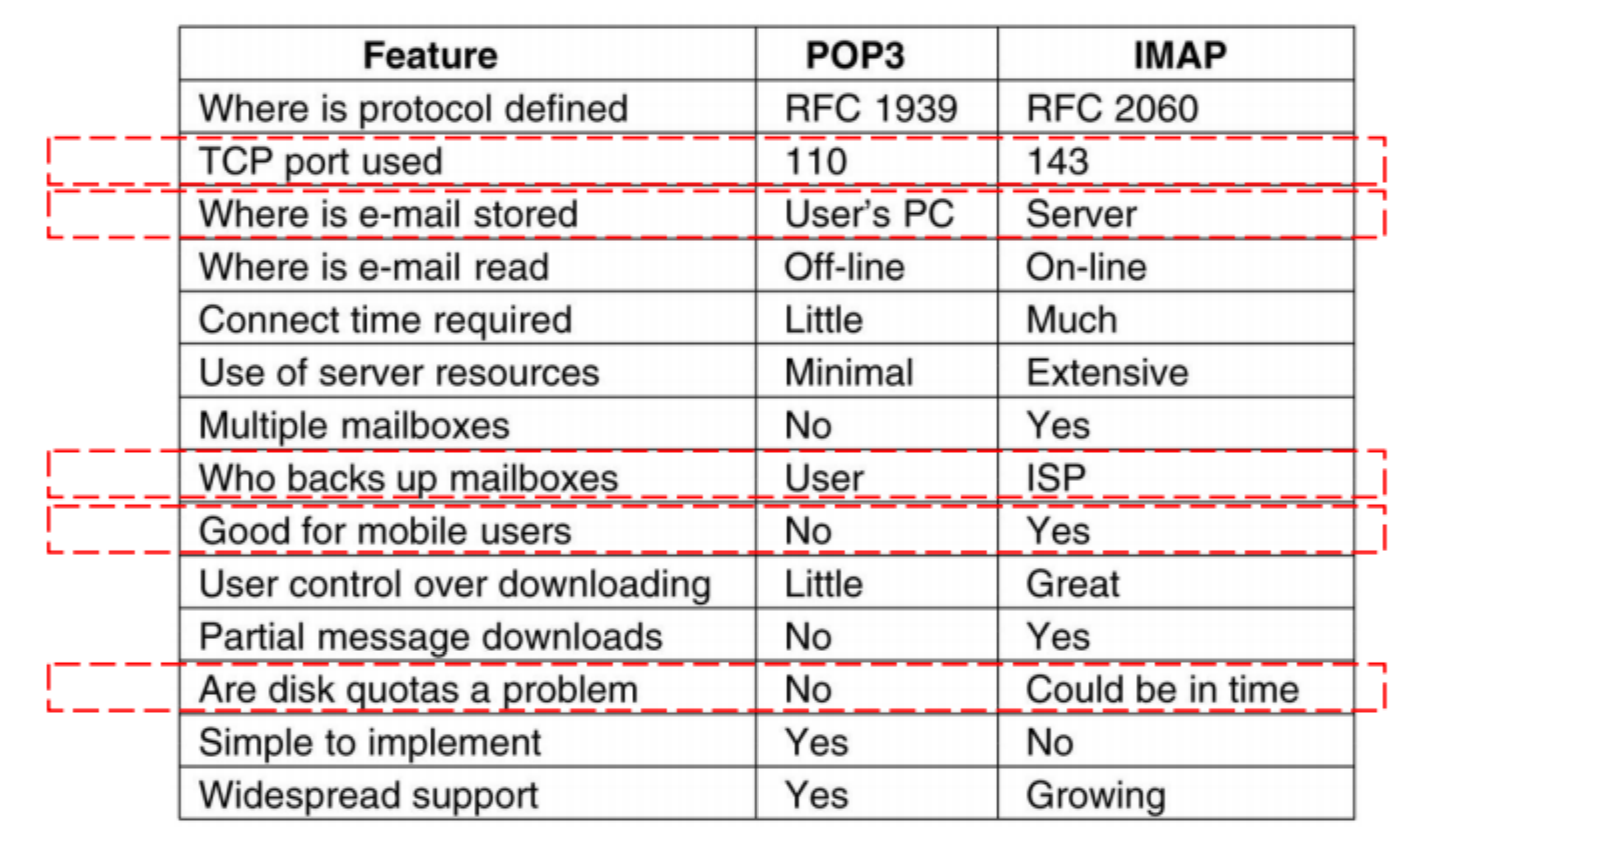 Feature POP3 IMAP
Where is protocol defined RFC 1939 RFC 2060
TCP port used 110 143
Where is e-mail stored User’s PC Server
Where is e-mail read Off-line On-line
Connect time required Little Much
Use of server resources Minimal Extensive
Multiple mailboxes No Yes
Who backs up mailboxes User ISP
Good for mobile users No Yes
User control over downloading Little Great
Partial message downloads No Yes
Are disk quotas a problem No Could be in time
Simple to implement Yes No
Widespread support Yes Growing